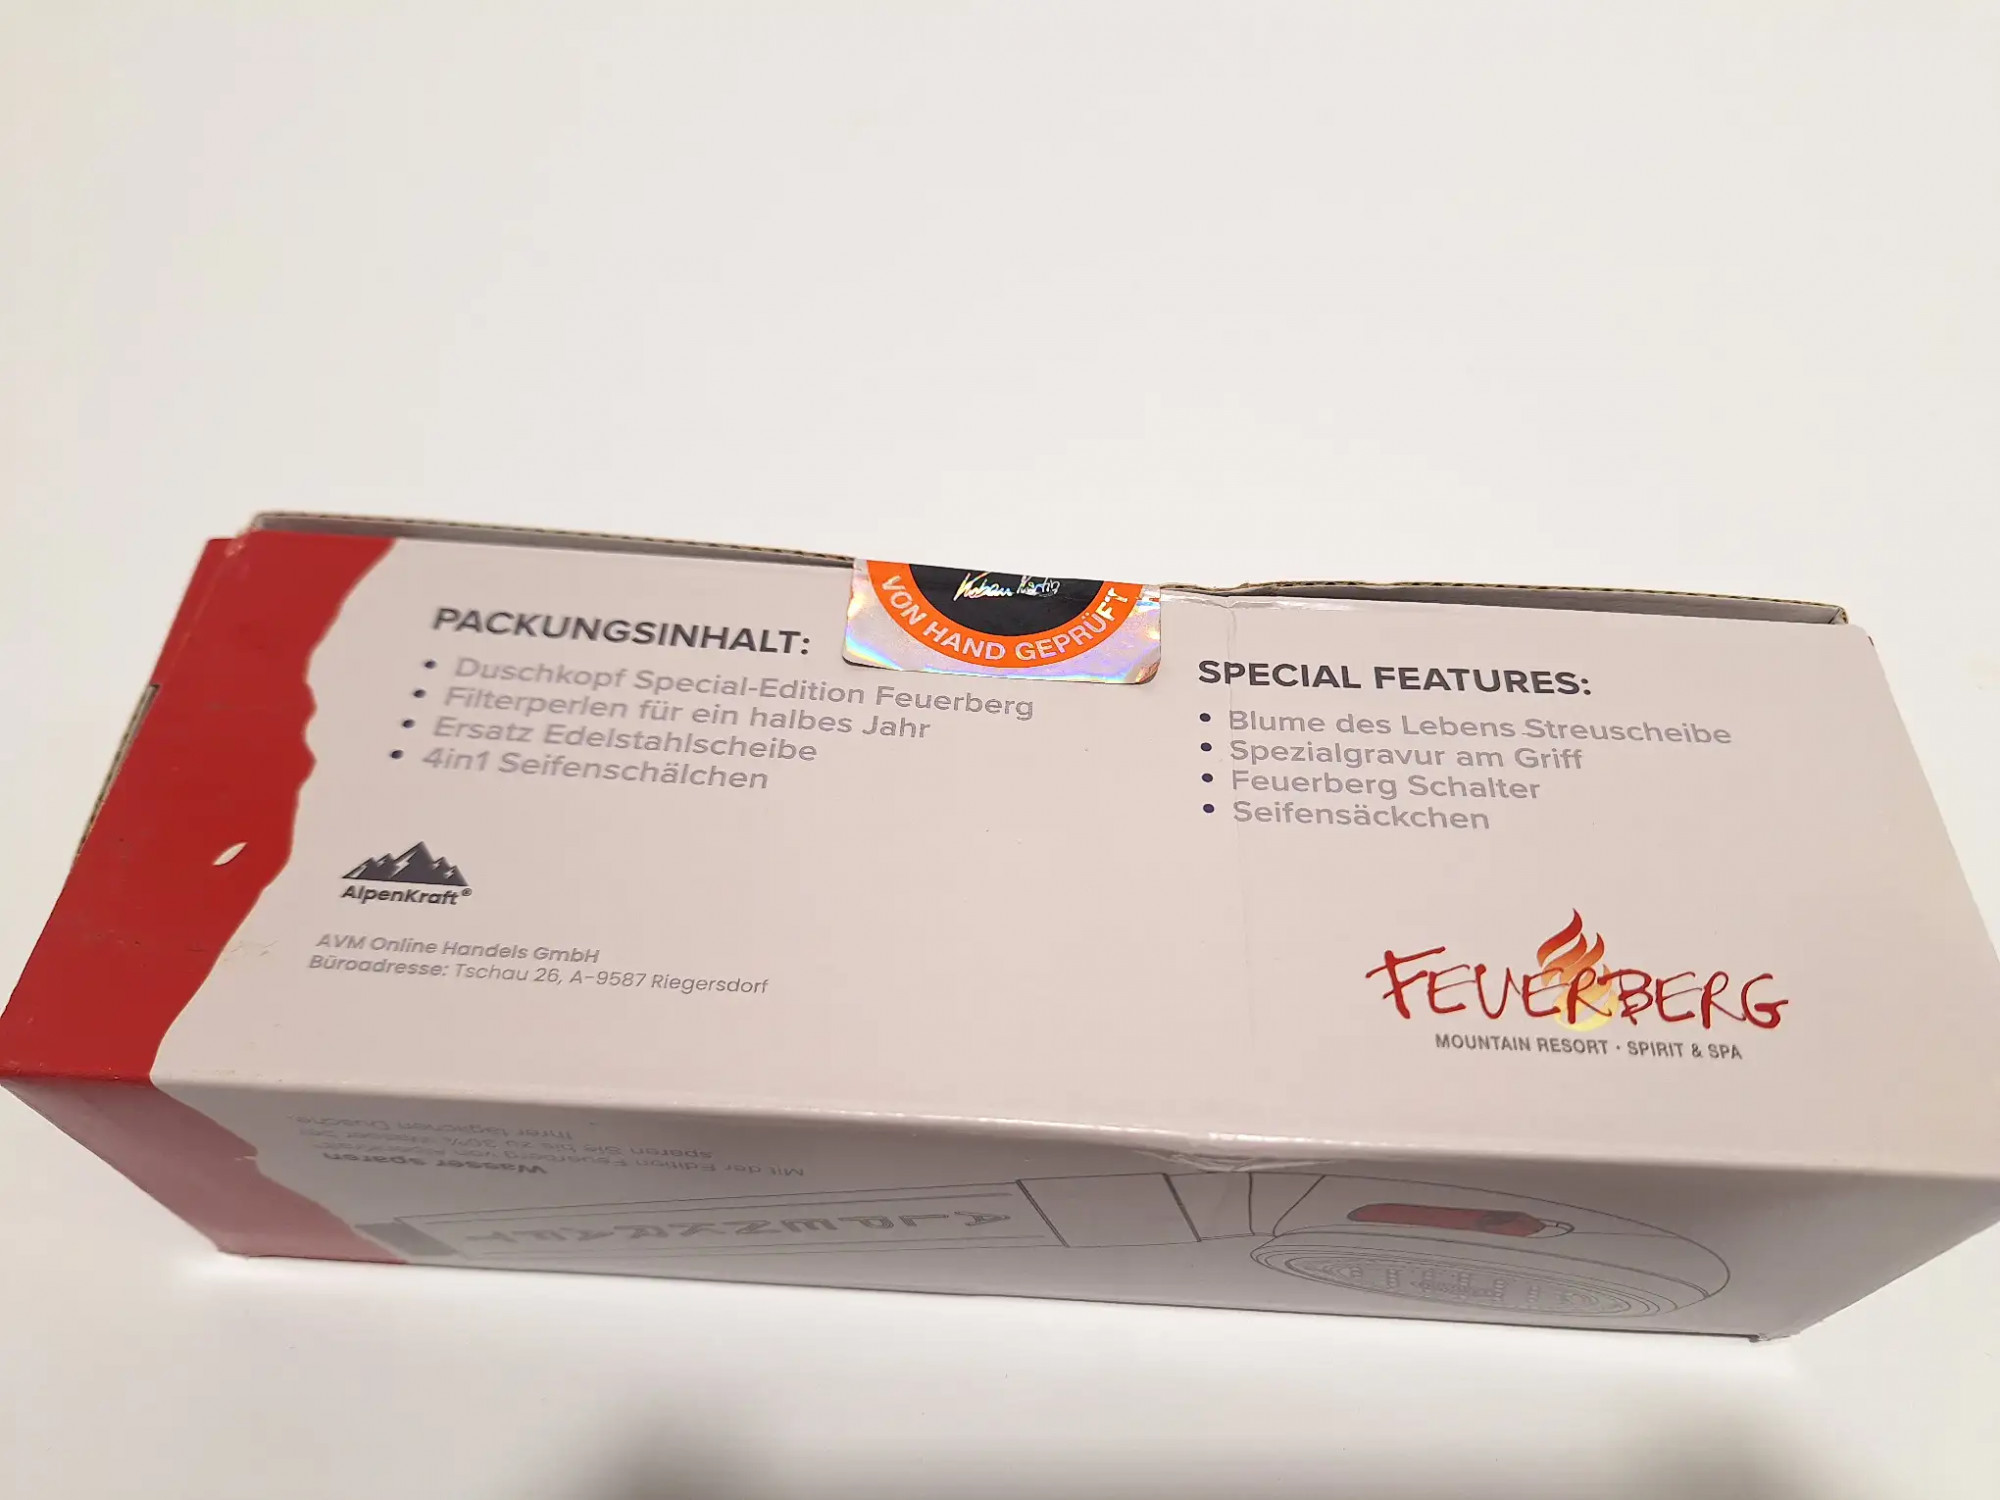 PACKUNGSINHALT:
• Duschkopf Special-Edition Feuerberg
• Filterperlen für ein halbes Jahr
• Ersatz Edelstahlscheibe
• 4in1 Seifenschälchen
AlpenKraft®
AVM Online Handels GmbH
Büroadresse: Tschau 26, A-9587 Riegersdorf
VON HAND GEPRÜFT
SPECIAL FEATURES:
• Blume des Lebens Streuscheibe
• Spezialgravur am Griff
• Feuerberg Schalter
• Seifensäckchen
FEUERBERG
MOUNTAIN RESORT · SPIRIT & SPA
Wasser sparen
Mit der Edition Feuerberg von
sparen Sie bis zu 30% Wasser bei
Ihrer täglichen Dusche.
ALPENKRAFT